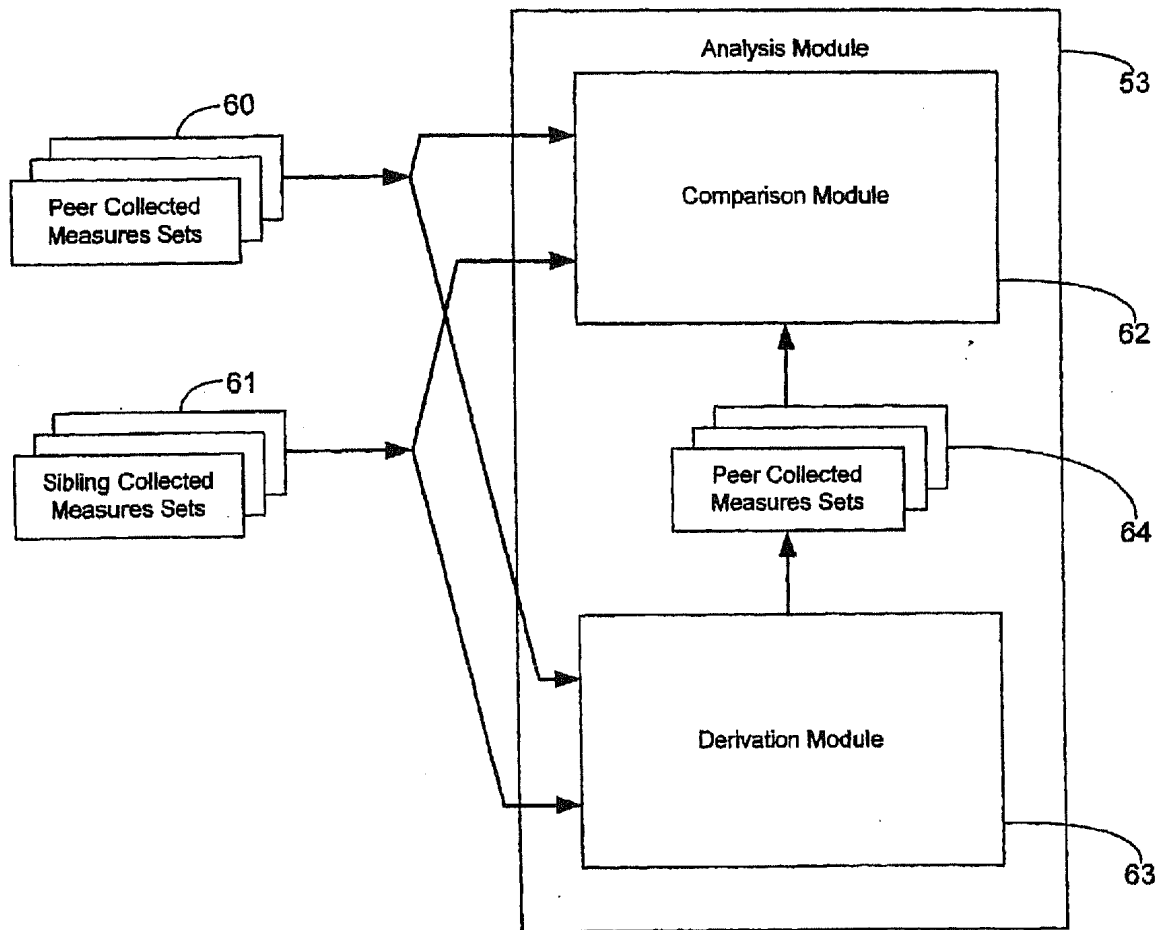 Analysis Module
53
60
Peer Collected
Measures Sets
Comparison Module
62
61
Sibling Collected
Measures Sets
Peer Collected
Measures Sets
64
Derivation Module
63